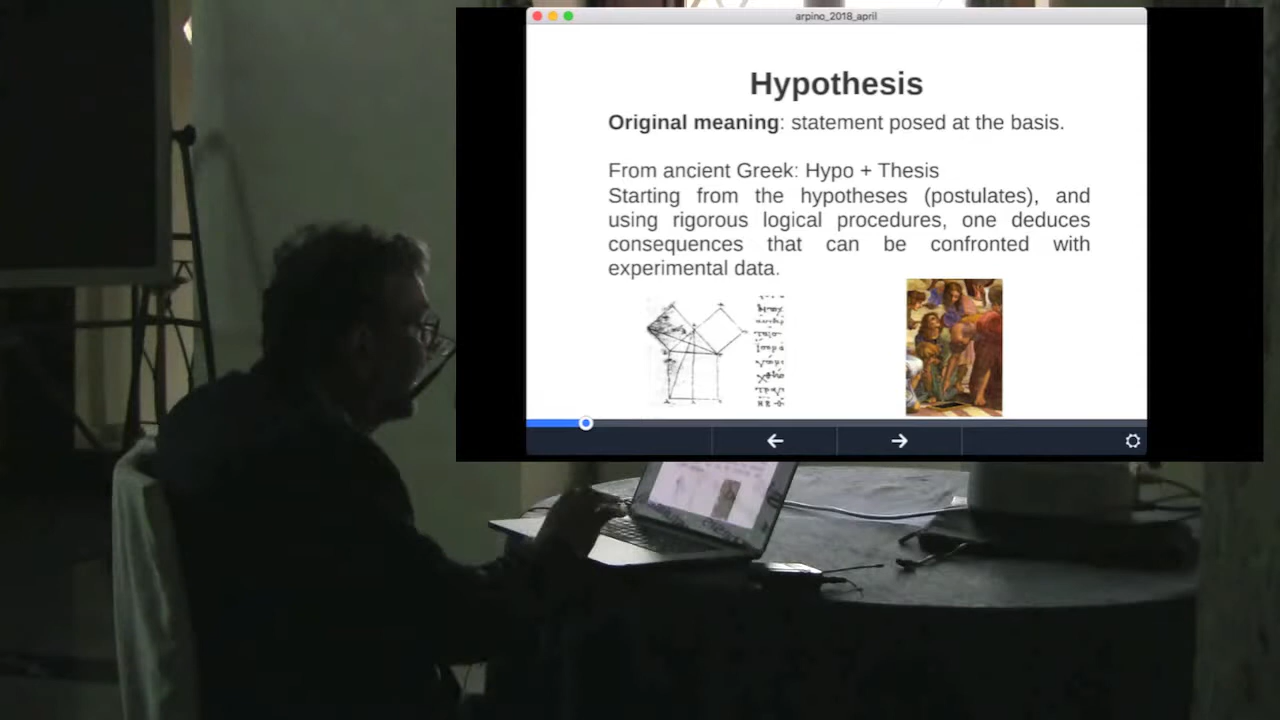 arpino_2018_april
Hypothesis
Original meaning: statement posed at the basis.
From ancient Greek: Hypo + Thesis
Starting from the hypotheses (postulates), and
using rigorous logical procedures, one deduces
consequences that can be confronted with
experimental data.